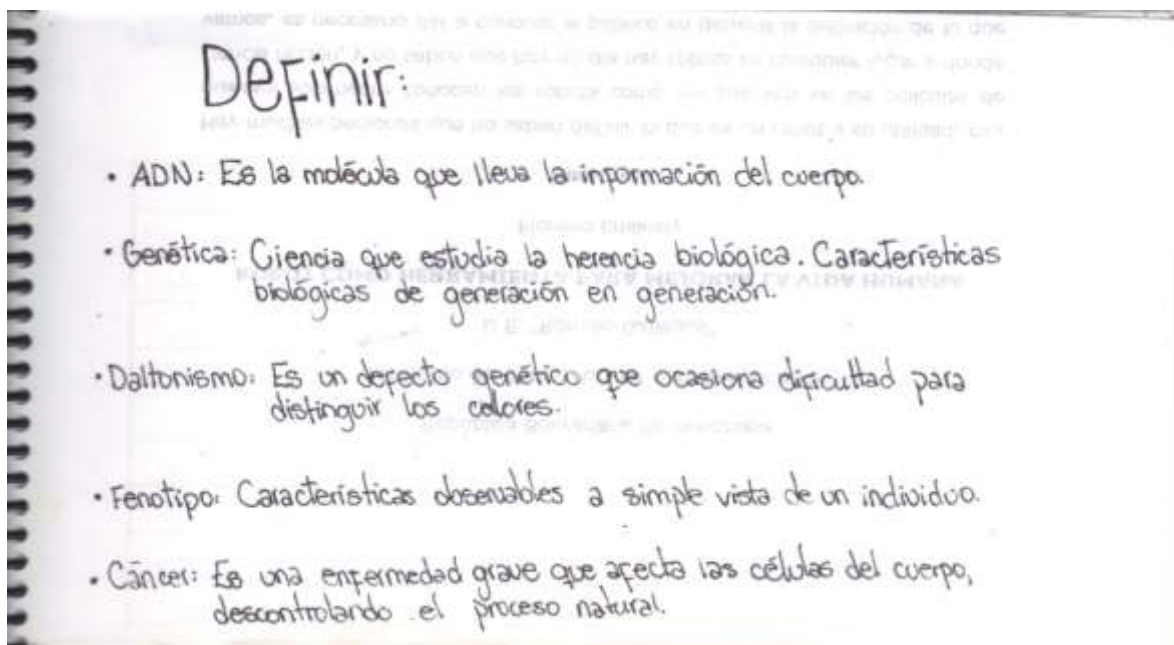 Definir:
• ADN: Es la molécula que lleva la información del cuerpo.
• Genética: Ciencia que estudia la herencia biológica. Características
biológicas de generación en generación.
• Daltonismo: Es un defecto genético que ocasiona dificultad para
distinguir los colores.
• Fenotipo: Características observables a simple vista de un individuo.
• Cáncer: Es una enfermedad grave que afecta las células del cuerpo,
descontrolando el proceso natural.